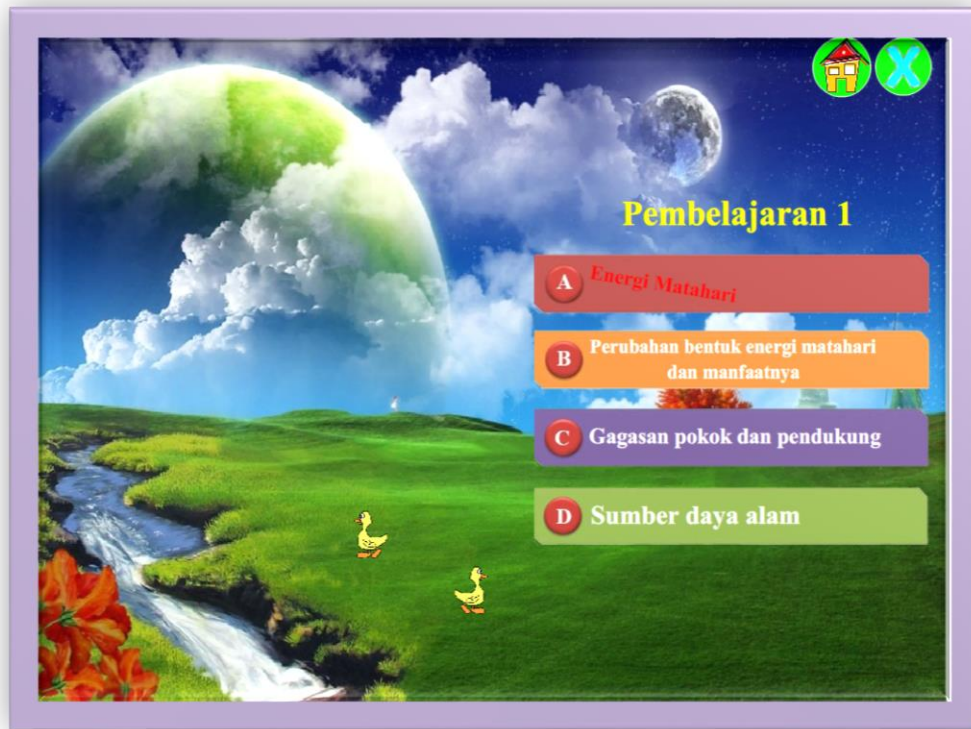 X
Pembelajaran 1
A Energi Matahari
B Perubahan bentuk energi matahari
dan manfaatnya
C Gagasan pokok dan pendukung
D Sumber daya alam